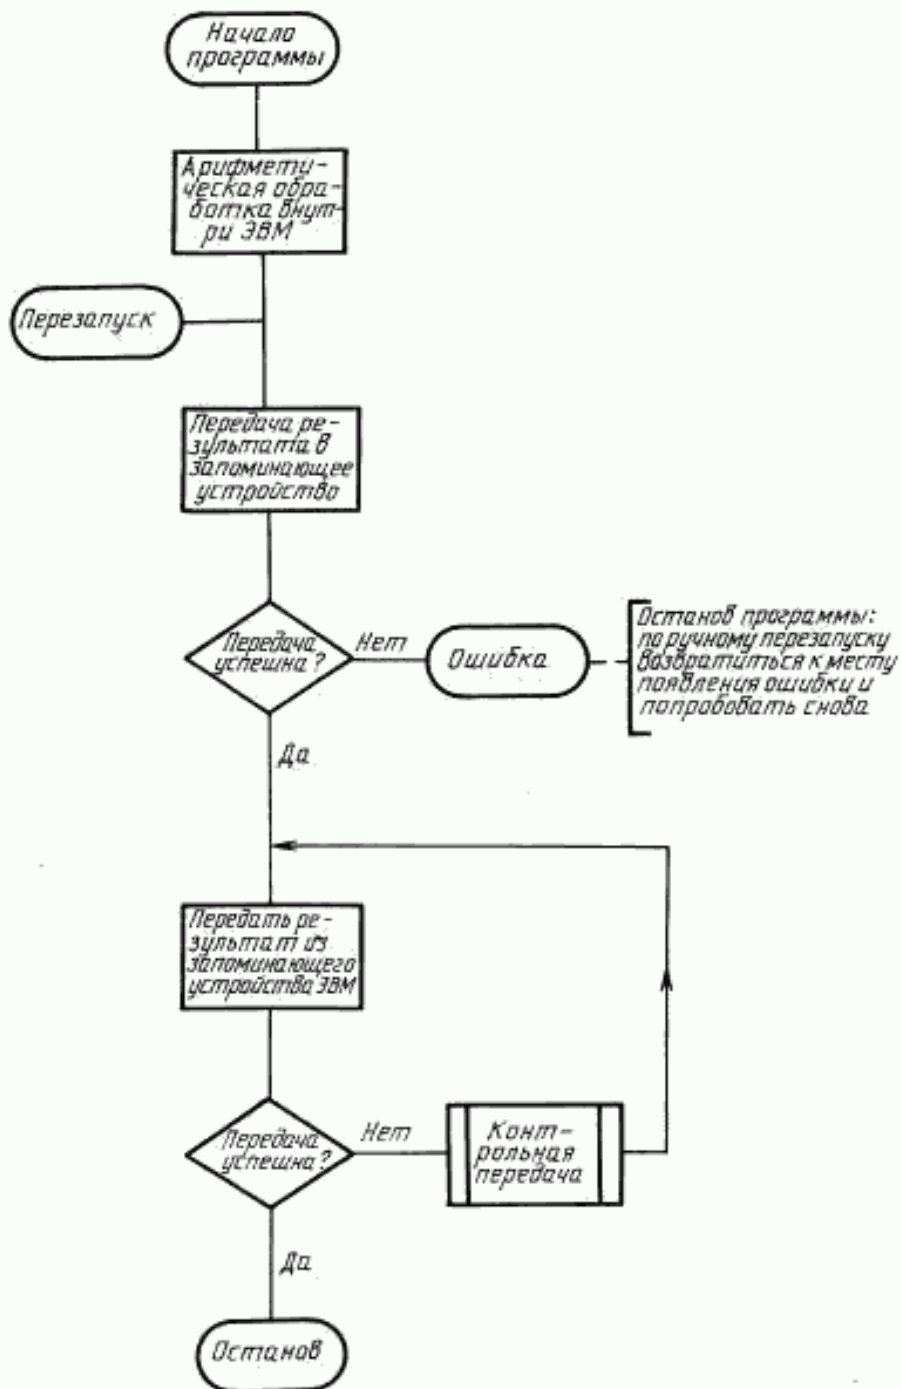 Начало
программы
Арифмети-
ческая обра-
ботка внут-
ри ЭВМ
Перезапуск
Передача ре-
зультата в
запоминающее
устройство
Передача
успешна?
Нет
Ошибка
Останов программы:
по ручному перезапуску
возвратиться к месту
появления ошибки и
попробовать снова
Да
Передать ре-
зультат из
запоминающего
устройства ЭВМ
Передача
успешна?
Нет
Конт-
рольная
передача
Да
Останов